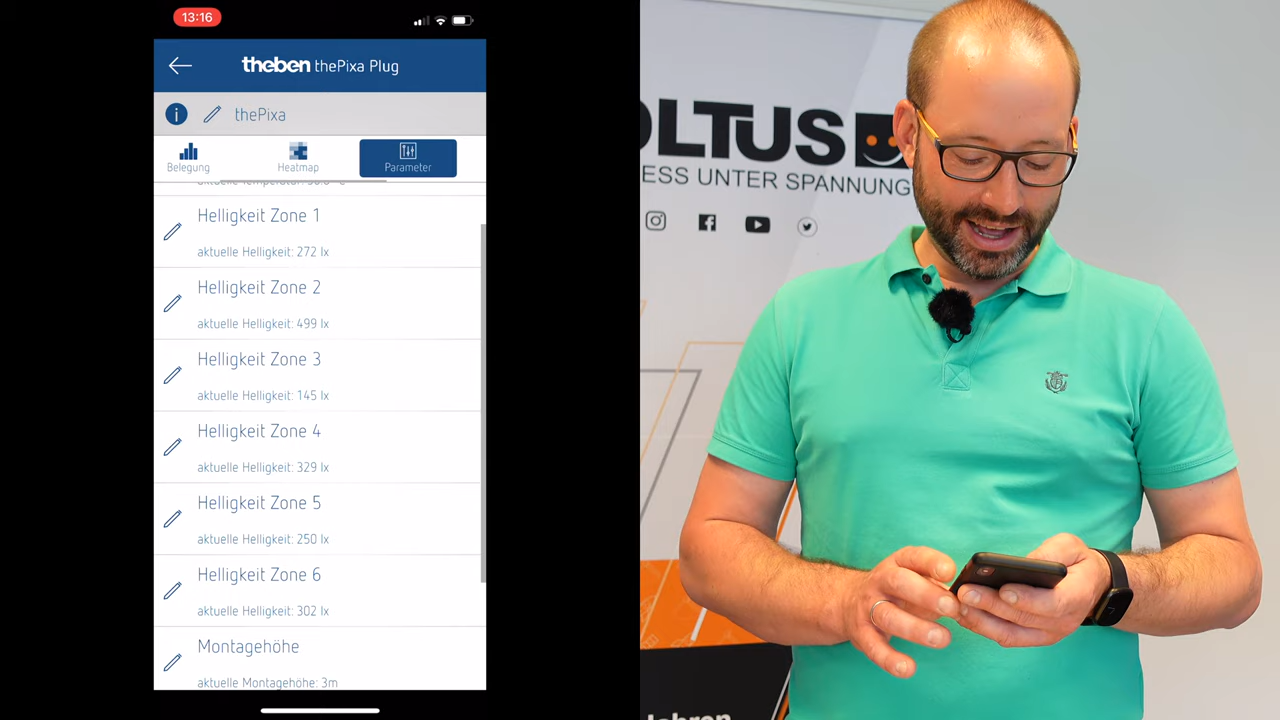 13:16
theben thePixa Plug
i thePixa
Belegung Heatmap Parameter
Helligkeit Zone 1
aktuelle Helligkeit: 272 lx
Helligkeit Zone 2
aktuelle Helligkeit: 499 lx
Helligkeit Zone 3
aktuelle Helligkeit: 145 lx
Helligkeit Zone 4
aktuelle Helligkeit: 329 lx
Helligkeit Zone 5
aktuelle Helligkeit: 250 lx
Helligkeit Zone 6
aktuelle Helligkeit: 302 lx
Montagehöhe
aktuelle Montagehöhe: 3m
OLTUS
ESS UNTER SPANNUNG
Jahren